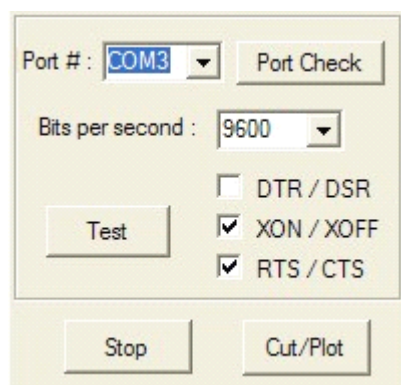 Port # : COM3 Port Check
Bits per second : 9600
DTR / DSR
Test XON / XOFF
RTS / CTS
Stop Cut/Plot